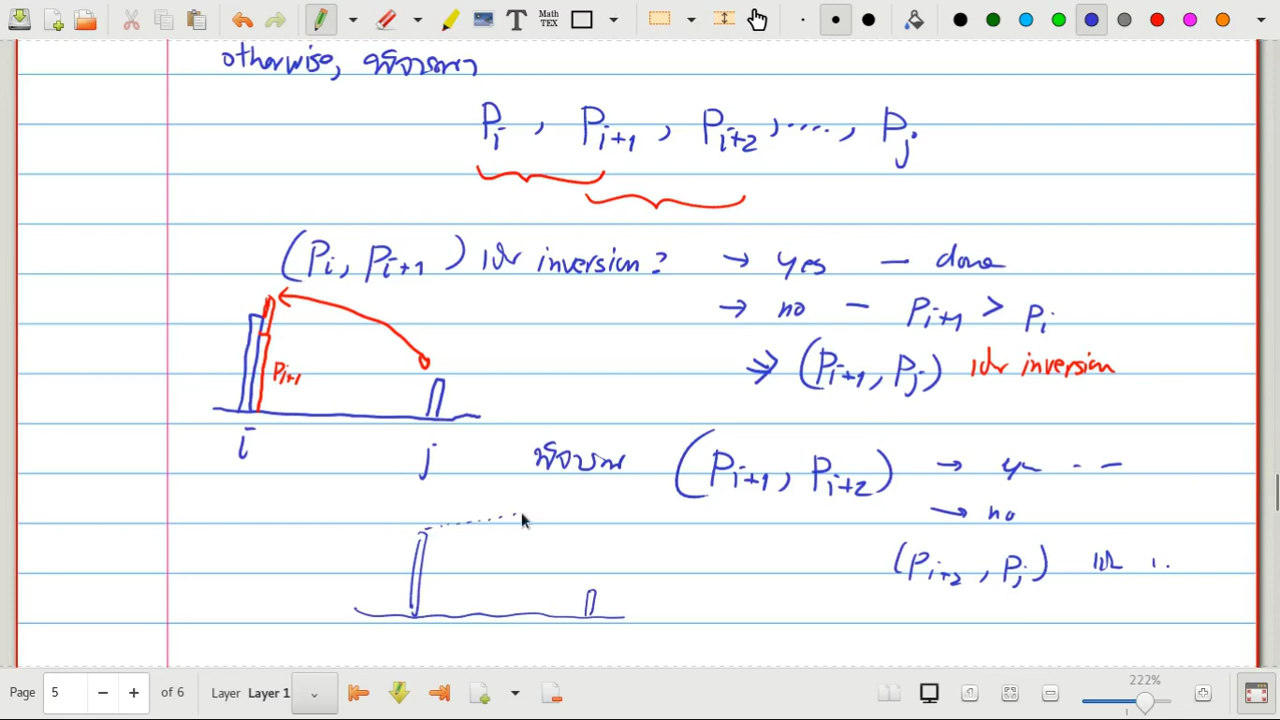 Math
TEX
otherwise, พิจารณา
Pi , Pi+1 , Pi+2 , ...., Pj.
(Pi, Pi+1) เป็น inversion? → yes — done
→ no – Pi+1 > Pi
Pi+1
⇒ (Pi+1, Pj) เป็น inversion
i
j
พิจารณา (Pi+1, Pi+2) → yes - –
→ no
(Pi+2, Pj) เป็น ..
Page 5 of 6 Layer Layer 1 222%